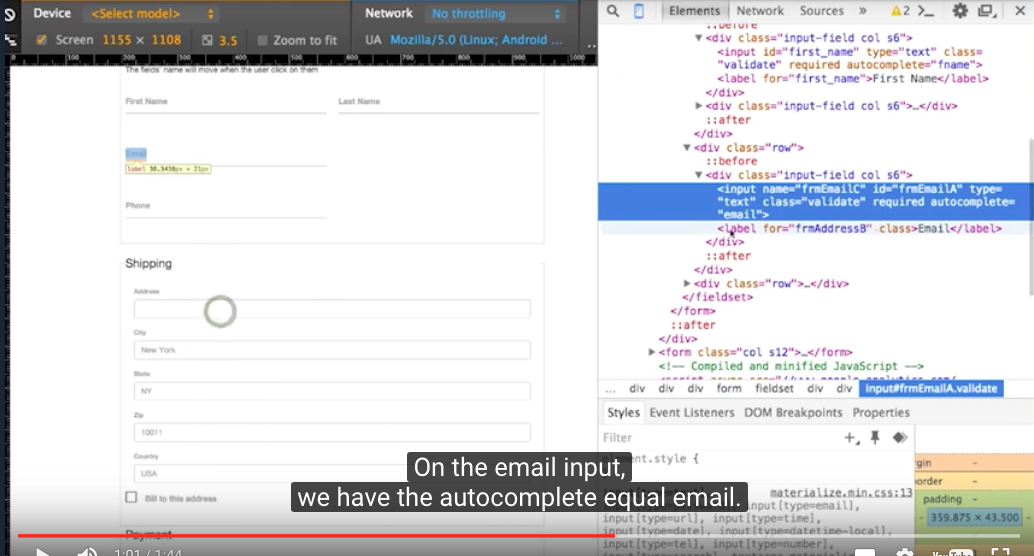 Device <Select model>
Network No throttling
Screen 1155 × 1108 3.5 Zoom to fit
UA Mozilla/5.0 (Linux; Android ...
0 100 200 300 400 500 600 700 800 900 1000
The fields' name will move when the user click on them
First Name Last Name
Email
label 30.3438px × 21px
Phone
Shipping
Address
City
New York
State
NY
Zip
10011
Country
USA
Bill to this address
Payment
Elements Network Sources » 2
::before
▼<div class="input-field col s6">
<input id="first_name" type="text" class=
"validate" required autocomplete="fname">
<label for="first_name">First Name</label>
</div>
▶<div class="input-field col s6">…</div>
::after
</div>
▼<div class="row">
::before
▼<div class="input-field col s6">
<input name="frmEmailC" id="frmEmailA" type=
"text" class="validate" required autocomplete=
"email">
<label for="frmAddressB" class>Email</label>
</div>
::after
</div>
▶<div class="row">…</div>
</fieldset>
</form>
::after
</div>
▶<form class="col s12">…</form>
<!-- Compiled and minified JavaScript -->
... div div div form fieldset div div input#frmEmailA.validate
Styles Event Listeners DOM Breakpoints Properties
Filter
element.style {
materialize.min.css:13
input[type=email],
input[type=url], input[type=time],
input[type=date], input[type=datetime-local],
input[type=tel], input[type=number],
gin -
order -
padding -
359.875 × 43.500
On the email input,
we have the autocomplete equal email.
1:01 / 1:44
YouTube